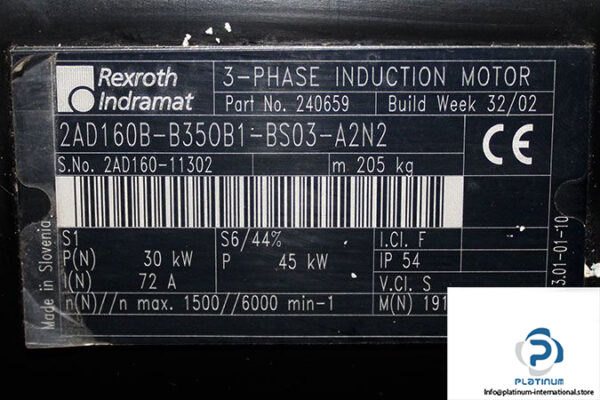 Rexroth
Indramat
3-PHASE INDUCTION MOTOR
Part No. 240659
Build Week 32/02
2AD160B-B350B1-BS03-A2N2
S.No. 2AD160-11302
m 205 kg
CE
S1
S6/44%
I.Cl. F
P(N) 30 kW
P 45 kW
IP 54
I(N) 72 A
V.Cl. S
n(N)//n max. 1500//6000 min-1
M(N) 191
Made in Slovenia
3.01-01-10
PLATINUM
https://platinum-international.store